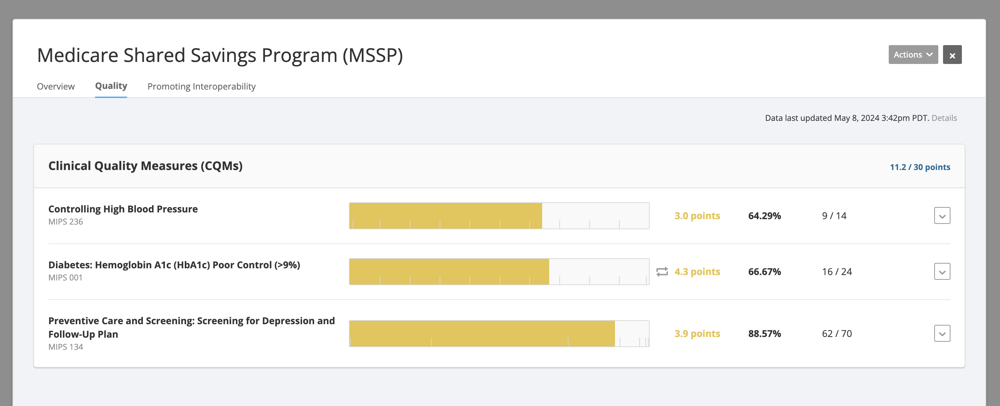 Medicare Shared Savings Program (MSSP)
Actions
Overview
Quality
Promoting Interoperability
Data last updated May 8, 2024 3:42pm PDT. Details
Clinical Quality Measures (CQMs)
11.2 / 30 points
Controlling High Blood Pressure
MIPS 236
3.0 points
64.29%
9 / 14
Diabetes: Hemoglobin A1c (HbA1c) Poor Control (>9%)
MIPS 001
4.3 points
66.67%
16 / 24
Preventive Care and Screening: Screening for Depression and
Follow-Up Plan
MIPS 134
3.9 points
88.57%
62 / 70